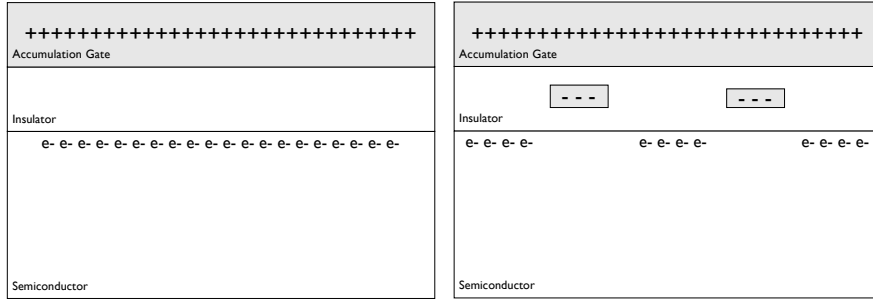 ++++++++++++++++++++++++++++++
Accumulation Gate
Insulator
e- e- e- e- e- e- e- e- e- e- e- e- e- e- e- e- e- e- e- e-
Semiconductor
++++++++++++++++++++++++++++++
Accumulation Gate
- - -
- - -
Insulator
e- e- e- e-
e- e- e- e-
e- e- e- e-
Semiconductor